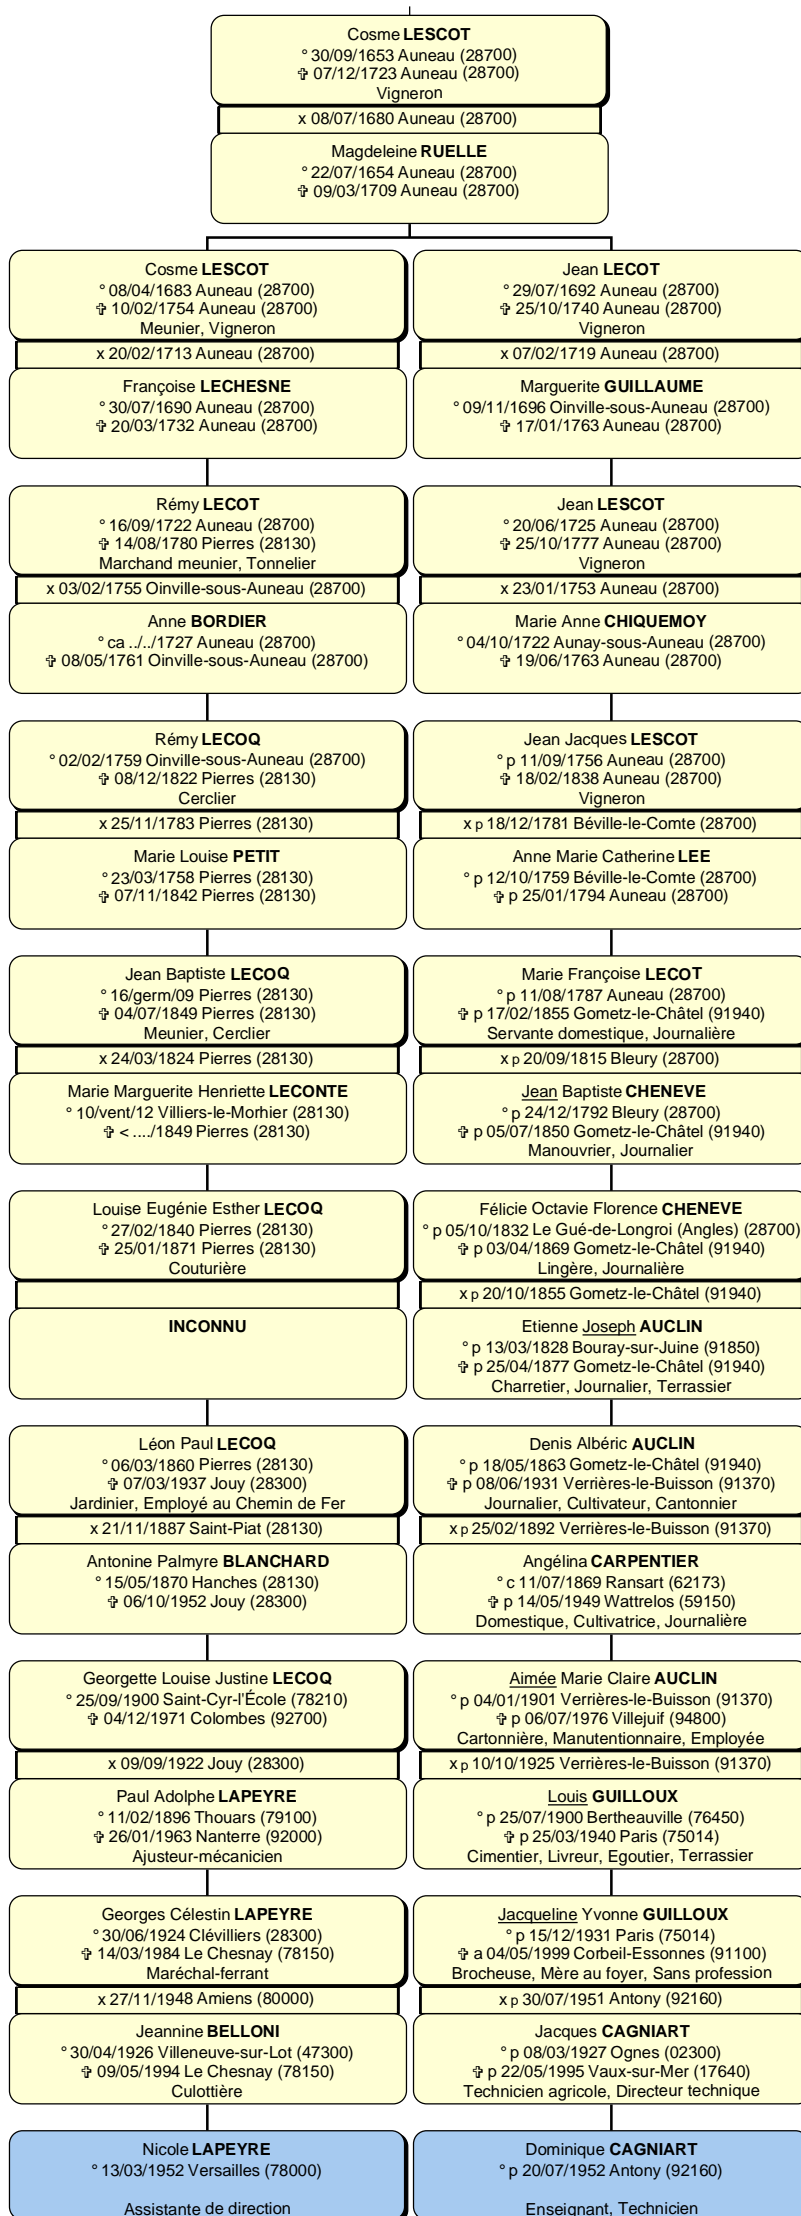 Cosme LESCOT
° 30/09/1653 Auneau (28700)
✞ 07/12/1723 Auneau (28700)
Vigneron
x 08/07/1680 Auneau (28700)
Magdeleine RUELLE
° 22/07/1654 Auneau (28700)
✞ 09/03/1709 Auneau (28700)
Cosme LESCOT
° 08/04/1683 Auneau (28700)
✞ 10/02/1754 Auneau (28700)
Meunier, Vigneron
x 20/02/1713 Auneau (28700)
Françoise LECHESNE
° 30/07/1690 Auneau (28700)
✞ 20/03/1732 Auneau (28700)
Jean LECOT
° 29/07/1692 Auneau (28700)
✞ 25/10/1740 Auneau (28700)
Vigneron
x 07/02/1719 Auneau (28700)
Marguerite GUILLAUME
° 09/11/1696 Oinville-sous-Auneau (28700)
✞ 17/01/1763 Auneau (28700)
Rémy LECOT
° 16/09/1722 Auneau (28700)
✞ 14/08/1780 Pierres (28130)
Marchand meunier, Tonnelier
x 03/02/1755 Oinville-sous-Auneau (28700)
Anne BORDIER
° ca ../../1727 Auneau (28700)
✞ 08/05/1761 Oinville-sous-Auneau (28700)
Jean LESCOT
° 20/06/1725 Auneau (28700)
✞ 25/10/1777 Auneau (28700)
Vigneron
x 23/01/1753 Auneau (28700)
Marie Anne CHIQUEMOY
° 04/10/1722 Aunay-sous-Auneau (28700)
✞ 19/06/1763 Auneau (28700)
Rémy LECOQ
° 02/02/1759 Oinville-sous-Auneau (28700)
✞ 08/12/1822 Pierres (28130)
Cerclier
x 25/11/1783 Pierres (28130)
Marie Louise PETIT
° 23/03/1758 Pierres (28130)
✞ 07/11/1842 Pierres (28130)
Jean Jacques LESCOT
° p 11/09/1756 Auneau (28700)
✞ 18/02/1838 Auneau (28700)
Vigneron
x p 18/12/1781 Béville-le-Comte (28700)
Anne Marie Catherine LEE
° p 12/10/1759 Béville-le-Comte (28700)
✞ p 25/01/1794 Auneau (28700)
Jean Baptiste LECOQ
° 16/germ/09 Pierres (28130)
✞ 04/07/1849 Pierres (28130)
Meunier, Cerclier
x 24/03/1824 Pierres (28130)
Marie Marguerite Henriette LECONTE
° 10/vent/12 Villiers-le-Morhier (28130)
✞ < ..../1849 Pierres (28130)
Marie Françoise LECOT
° p 11/08/1787 Auneau (28700)
✞ p 17/02/1855 Gometz-le-Châtel (91940)
Servante domestique, Journalière
x p 20/09/1815 Bleury (28700)
Jean Baptiste CHENEVE
° p 24/12/1792 Bleury (28700)
✞ p 05/07/1850 Gometz-le-Châtel (91940)
Manouvrier, Journalier
Louise Eugénie Esther LECOQ
° 27/02/1840 Pierres (28130)
✞ 25/01/1871 Pierres (28130)
Couturière
INCONNU
Félicie Octavie Florence CHENEVE
° p 05/10/1832 Le Gué-de-Longroi (Angles) (28700)
✞ p 03/04/1869 Gometz-le-Châtel (91940)
Lingère, Journalière
x p 20/10/1855 Gometz-le-Châtel (91940)
Etienne Joseph AUCLIN
° p 13/03/1828 Bouray-sur-Juine (91850)
✞ p 25/04/1877 Gometz-le-Châtel (91940)
Charretier, Journalier, Terrassier
Léon Paul LECOQ
° 06/03/1860 Pierres (28130)
✞ 07/03/1937 Jouy (28300)
Jardinier, Employé au Chemin de Fer
x 21/11/1887 Saint-Piat (28130)
Antonine Palmyre BLANCHARD
° 15/05/1870 Hanches (28130)
✞ 06/10/1952 Jouy (28300)
Denis Albéric AUCLIN
° p 18/05/1863 Gometz-le-Châtel (91940)
✞ p 08/06/1931 Verrières-le-Buisson (91370)
Journalier, Cultivateur, Cantonnier
x p 25/02/1892 Verrières-le-Buisson (91370)
Angélina CARPENTIER
° c 11/07/1869 Ransart (62173)
✞ p 14/05/1949 Wattrelos (59150)
Domestique, Cultivatrice, Journalière
Georgette Louise Justine LECOQ
° 25/09/1900 Saint-Cyr-l'École (78210)
✞ 04/12/1971 Colombes (92700)
x 09/09/1922 Jouy (28300)
Paul Adolphe LAPEYRE
° 11/02/1896 Thouars (79100)
✞ 26/01/1963 Nanterre (92000)
Ajusteur-mécanicien
Aimée Marie Claire AUCLIN
° p 04/01/1901 Verrières-le-Buisson (91370)
✞ p 06/07/1976 Villejuif (94800)
Cartonnière, Manutentionnaire, Employée
x p 10/10/1925 Verrières-le-Buisson (91370)
Louis GUILLOUX
° p 25/07/1900 Bertheauville (76450)
✞ p 25/03/1940 Paris (75014)
Cimentier, Livreur, Egoutier, Terrassier
Georges Célestin LAPEYRE
° 30/06/1924 Clévilliers (28300)
✞ 14/03/1984 Le Chesnay (78150)
Maréchal-ferrant
x 27/11/1948 Amiens (80000)
Jeannine BELLONI
° 30/04/1926 Villeneuve-sur-Lot (47300)
✞ 09/05/1994 Le Chesnay (78150)
Culottière
Jacqueline Yvonne GUILLOUX
° p 15/12/1931 Paris (75014)
✞ a 04/05/1999 Corbeil-Essonnes (91100)
Brocheuse, Mère au foyer, Sans profession
x p 30/07/1951 Antony (92160)
Jacques CAGNIART
° p 08/03/1927 Ognes (02300)
✞ p 22/05/1995 Vaux-sur-Mer (17640)
Technicien agricole, Directeur technique
Nicole LAPEYRE
° 13/03/1952 Versailles (78000)
Assistante de direction
Dominique CAGNIART
° p 20/07/1952 Antony (92160)
Enseignant, Technicien